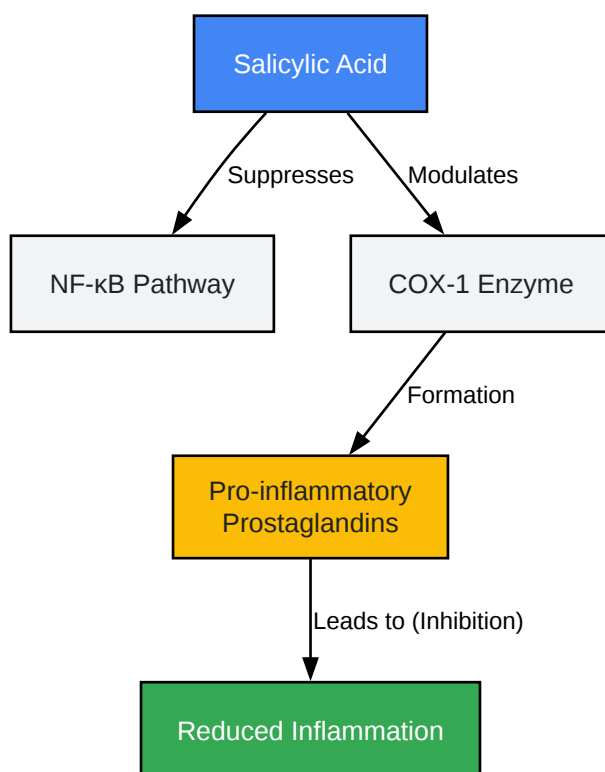 Salicylic Acid
Suppresses
Modulates
NF-κB Pathway
COX-1 Enzyme
Formation
Pro-inflammatory
Prostaglandins
Leads to (Inhibition)
Reduced Inflammation